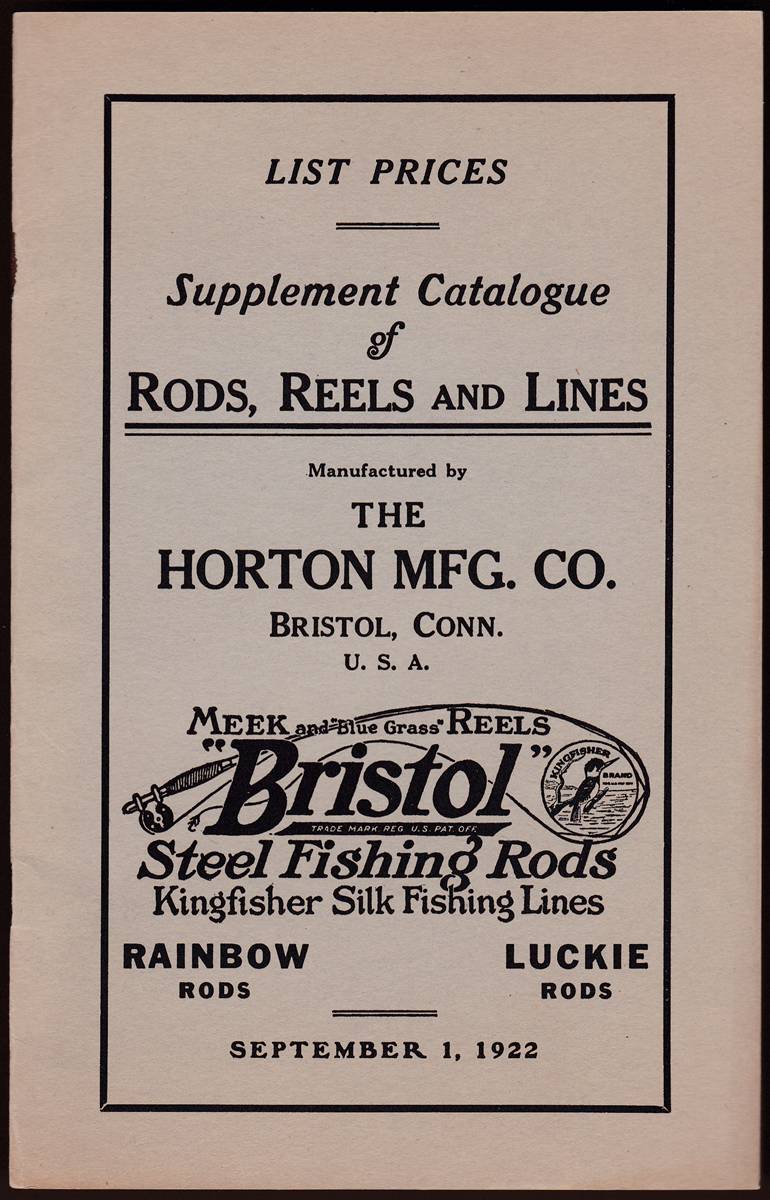 LIST PRICES
Supplement Catalogue
of
RODS, REELS AND LINES
Manufactured by
THE
HORTON MFG. CO.
BRISTOL, CONN.
U. S. A.
MEEK and "Blue Grass" REELS
"Bristol"
KINGFISHER
BRAND
TRADE MARK REG U.S. PAT. OFF.
Steel Fishing Rods
Kingfisher Silk Fishing Lines
RAINBOW RODS
LUCKIE RODS
SEPTEMBER 1, 1922